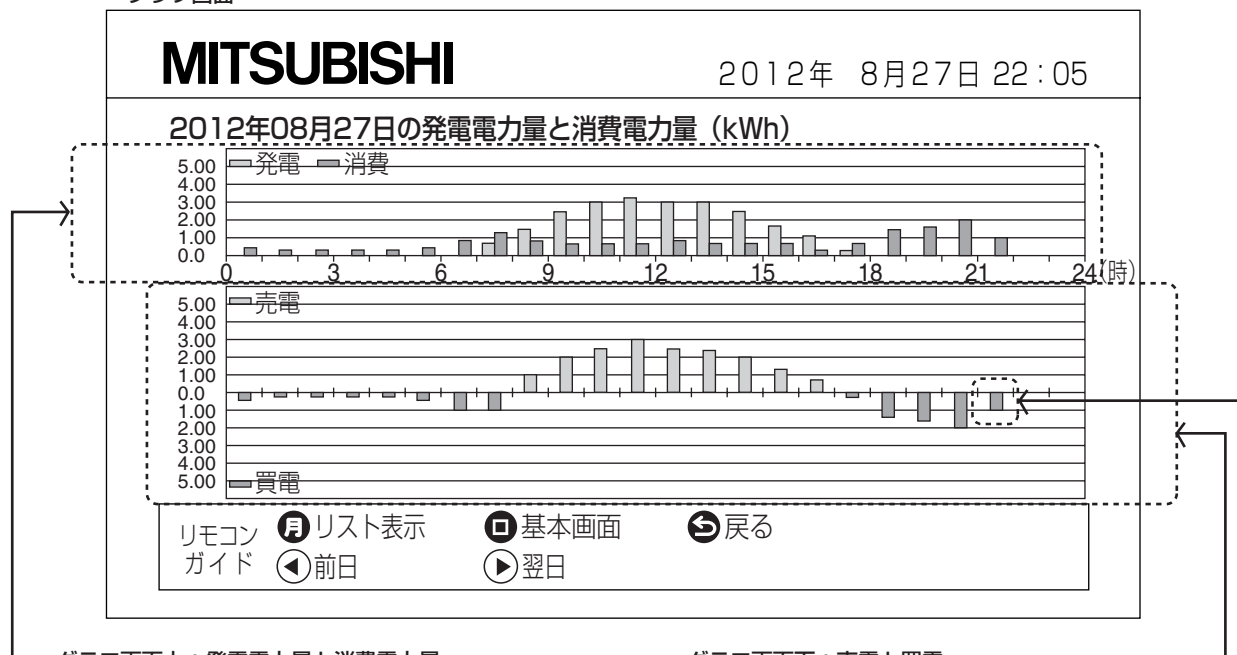 MITSUBISHI
2012年 8月27日 22：05
2012年08月27日の発電電力量と消費電力量（kWh）
発電 消費
5.00
4.00
3.00
2.00
1.00
0.0
0 3 6 9 12 15 18 21 24(時)
売電
5.00
4.00
3.00
2.00
1.00
0.0
1.00
2.00
3.00
4.00
5.00
買電
リモコン
ガイド
月 リスト表示 基本画面 戻る
前日 翌日